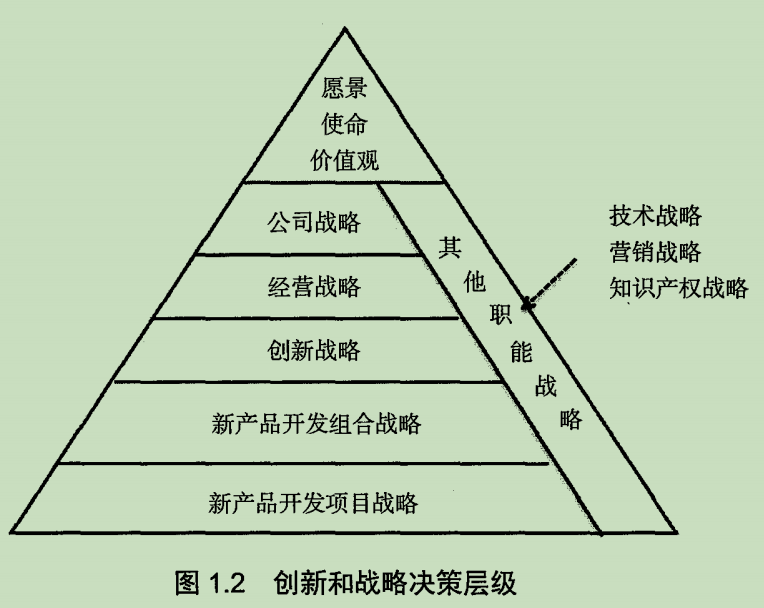 愿景
使命
价值观
公司战略
经营战略
创新战略
新产品开发组合战略
新产品开发项目战略
其他职能战略
技术战略
营销战略
知识产权战略
图 1.2 创新和战略决策层级